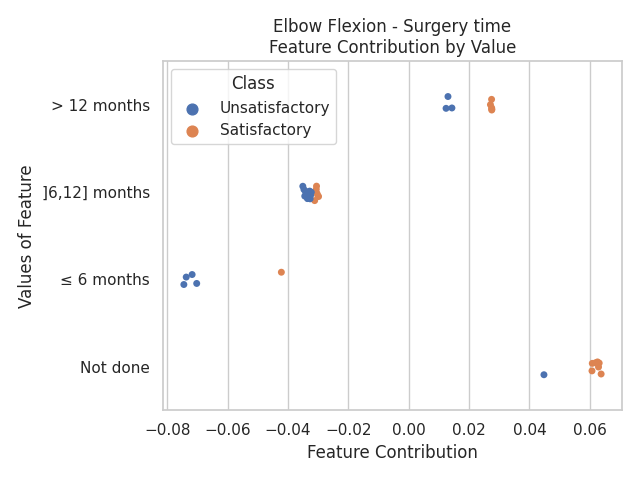 Elbow Flexion - Surgery time
Feature Contribution by Value
Class
Unsatisfactory
Satisfactory
Values of Feature
> 12 months
]6,12] months
≤ 6 months
Not done
−0.08 −0.06 −0.04 −0.02 0.00 0.02 0.04 0.06
Feature Contribution